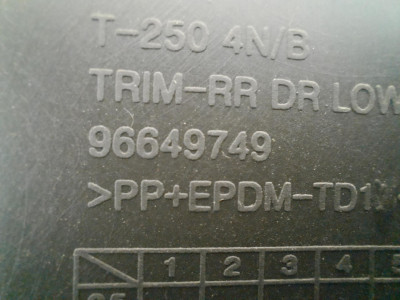 T-250 4N/B
TRIM-RR DR LOW
96649749
>PP+EPDM-TD1
1 2 3 4 5